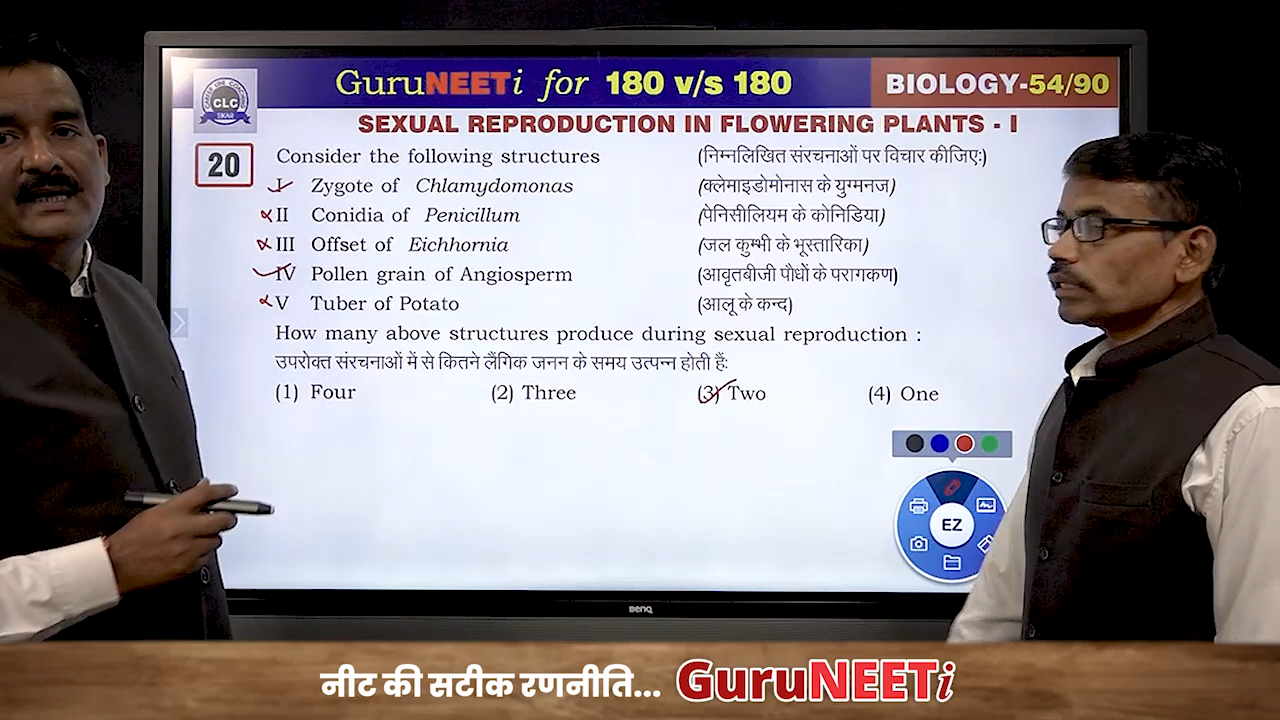 GuruNEETi for 180 v/s 180 BIOLOGY-54/90
CLC
SIKAR
SEXUAL REPRODUCTION IN FLOWERING PLANTS - I
20 Consider the following structures (निम्नलिखित संरचनाओं पर विचार कीजिए:)
I Zygote of Chlamydomonas (क्लेमाइडोमोनास के युग्मनज)
II Conidia of Penicillum (पेनिसीलियम के कोनिडिया)
III Offset of Eichhornia (जल कुम्भी के भूस्तारिका)
IV Pollen grain of Angiosperm (आवृतबीजी पौधों के परागकण)
V Tuber of Potato (आलू के कन्द)
How many above structures produce during sexual reproduction :
उपरोक्त संरचनाओं में से कितने लैंगिक जनन के समय उत्पन्न होती हैं:
(1) Four (2) Three (3) Two (4) One
EZ
BenQ
नीट की सटीक रणनीति... GuruNEETi